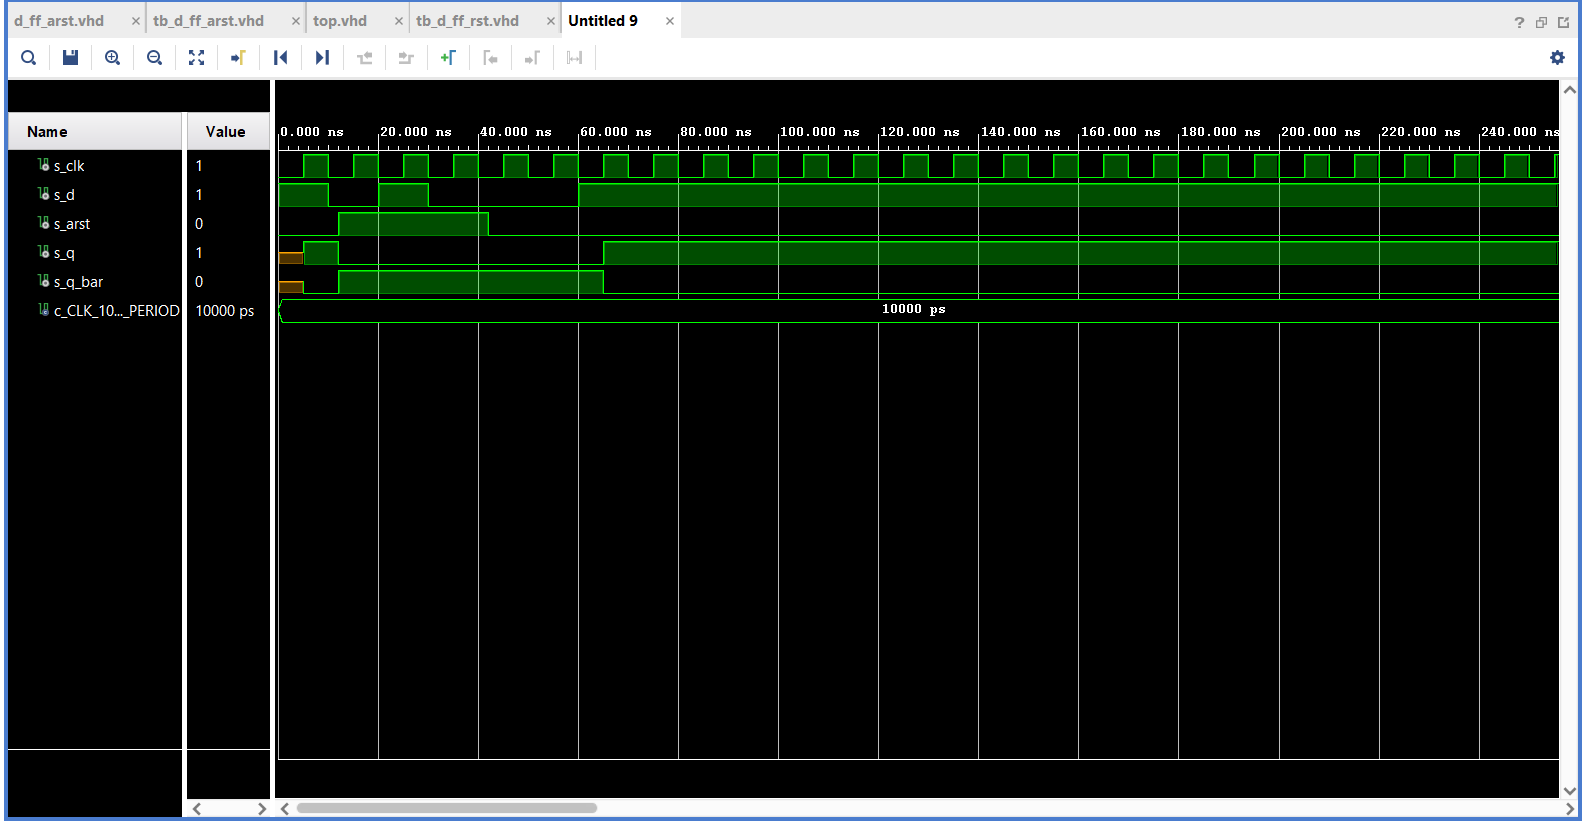 d_ff_arst.vhd × tb_d_ff_arst.vhd × top.vhd × tb_d_ff_rst.vhd × Untitled 9 ×
?
Name Value
0.000 ns 20.000 ns 40.000 ns 60.000 ns 80.000 ns 100.000 ns 120.000 ns 140.000 ns 160.000 ns 180.000 ns 200.000 ns 220.000 ns 240.000 ns
s_clk 1
s_d 1
s_arst 0
s_q 1
s_q_bar 0
c_CLK_10..._PERIOD 10000 ps 10000 ps